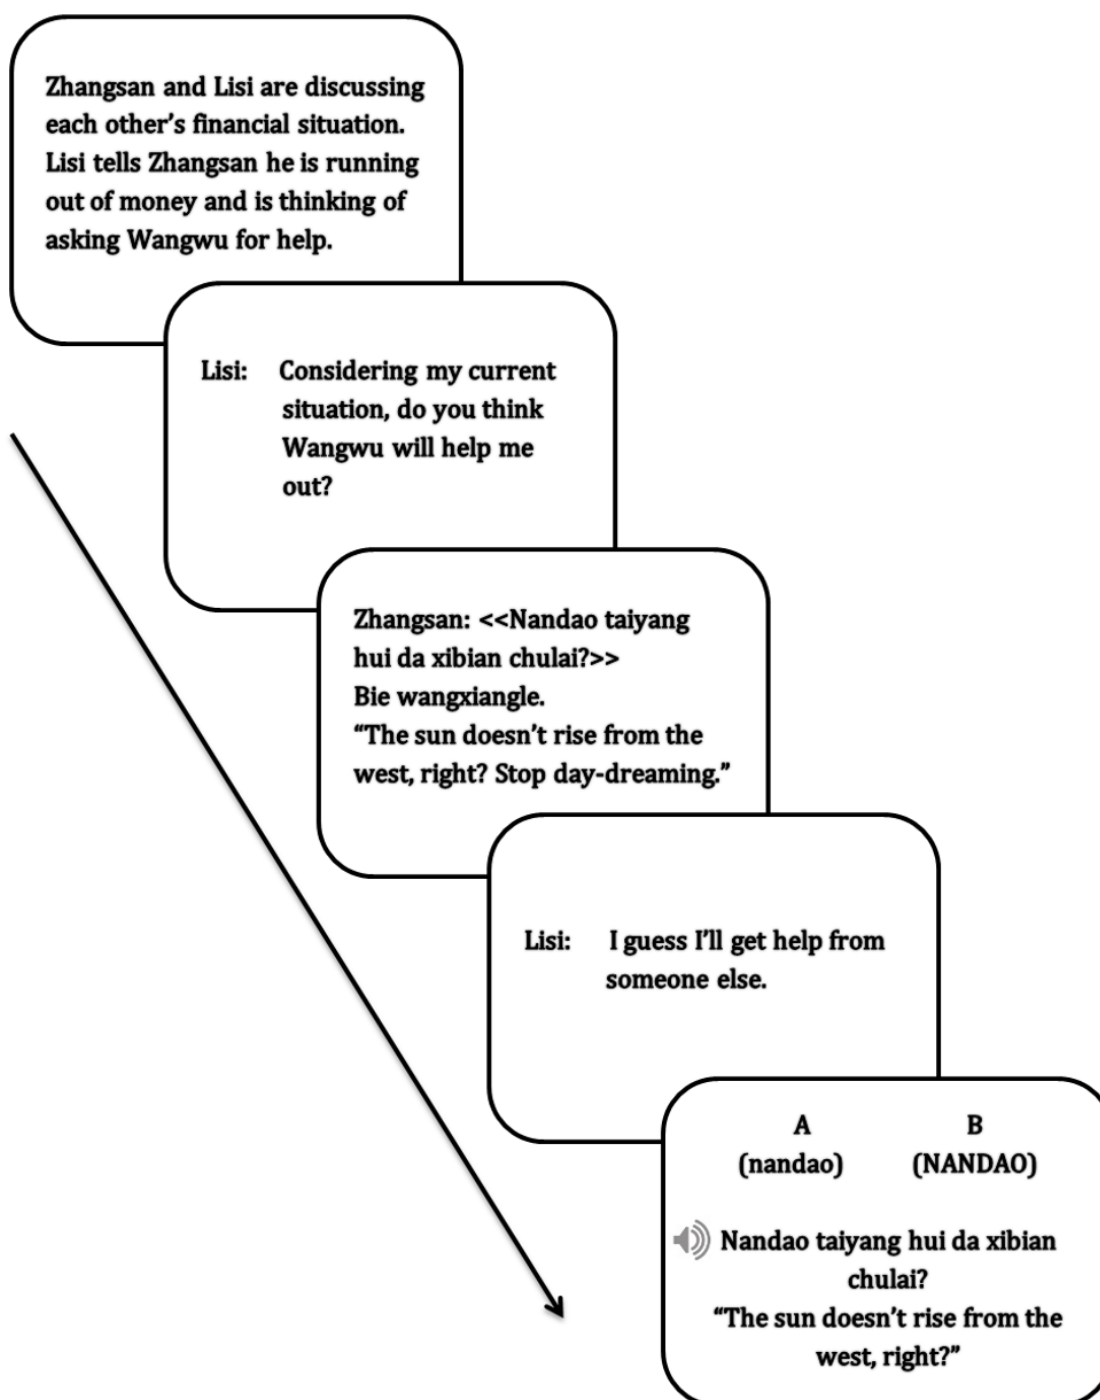 Zhangsan and Lisi are discussing
each other's financial situation.
Lisi tells Zhangsan he is running
out of money and is thinking of
asking Wangwu for help.
Lisi: Considering my current
situation, do you think
Wangwu will help me
out?
Zhangsan: <<Nandao taiyang
hui da xibian chulai?>>
Bie wangxiangle.
“The sun doesn’t rise from the
west, right? Stop day-dreaming.”
Lisi: I guess I’ll get help from
someone else.
A B
(nandao) (NANDAO)
Nandao taiyang hui da xibian
chulai?
“The sun doesn’t rise from the
west, right?”